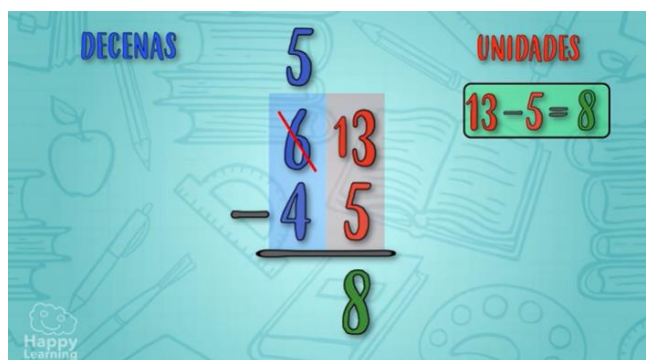 DECENAS
5
UNIDADES
6 13
13 - 5 = 8
- 4 5
8
Happy
Learning